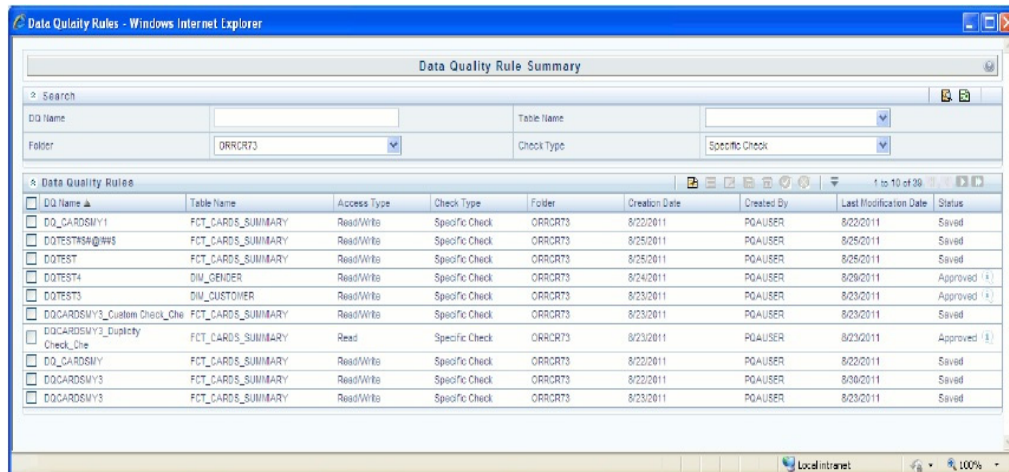 Data Qulaity Rules - Windows Internet Explorer
Data Quality Rule Summary
Search
DQ Name Table Name
Folder ORRCR73 Check Type Specific Check
Data Quality Rules 1 to 10 of 39
DQ Name Table Name Access Type Check Type Folder Creation Date Created By Last Modification Date Status
DQ_CARDSMY1 FCT_CARDS_SUMMARY Read/Write Specific Check ORRCR73 8/22/2011 PQAUSER 8/22/2011 Saved
FCT_CARDS_SUMMARY Read/Write Specific Check ORRCR73 8/25/2011 PQAUSER 8/25/2011 Saved
DQTEST FCT_CARDS_SUMMARY Read/Write Specific Check ORRCR73 8/25/2011 PQAUSER 8/25/2011 Saved
DQTEST4 DIM_GENDER Read/Write Specific Check ORRCR73 8/24/2011 PQAUSER 8/29/2011 Approved
DQTEST3 DIM_CUSTOMER Read/Write Specific Check ORRCR73 8/23/2011 PQAUSER 8/23/2011 Approved
DQCARDSMY3_Custom Check_Che FCT_CARDS_SUMMARY Read/Write Specific Check ORRCR73 8/23/2011 PQAUSER 8/23/2011 Saved
DQCARDSMY3_Duplicity
Check_Che FCT_CARDS_SUMMARY Read Specific Check ORRCR73 8/23/2011 PQAUSER 8/23/2011 Approved
DQ_CARDSMY FCT_CARDS_SUMMARY Read/Write Specific Check ORRCR73 8/22/2011 PQAUSER 8/22/2011 Saved
DQCARDSMY3 FCT_CARDS_SUMMARY Read/Write Specific Check ORRCR73 8/22/2011 PQAUSER 8/30/2011 Saved
DQCARDSMY3 FCT_CARDS_SUMMARY Read/Write Specific Check ORRCR73 8/23/2011 PQAUSER 8/23/2011 Saved
Local intranet 100%